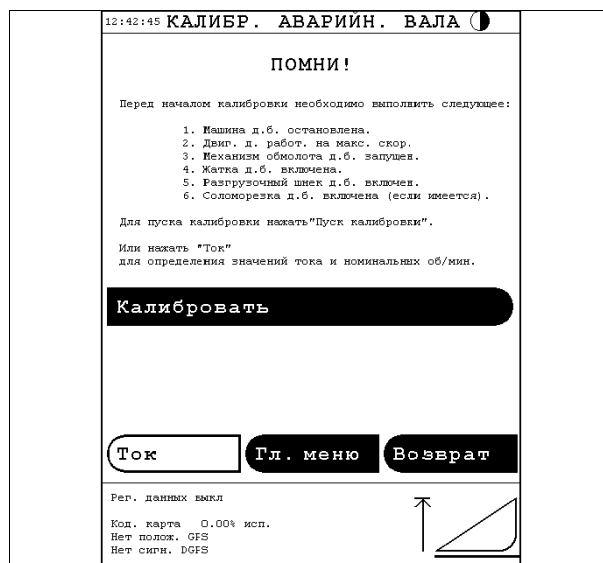 12:42:45 КАЛИБР. АВАРИЙН. ВАЛА
ПОМНИ!
Перед началом калибровки необходимо выполнить следующее:
1. Машина д.б. остановлена.
2. Двиг. д. работ. на макс. скор.
3. Механизм обмолота д.б. запущен.
4. Жатка д.б. включена.
5. Разгрузочный шнек д.б. включен.
6. Соломорезка д.б. включена (если имеется).
Для пуска калибровки нажать"Пуск калибровки".
Или нажать "Ток"
для определения значений тока и номинальных об/мин.
Калибровать
Ток Гл. меню Возврат
Рег. данных выкл
Код. карта 0.00% исп.
Нет полож. GFS
Нет сигн. DGFS